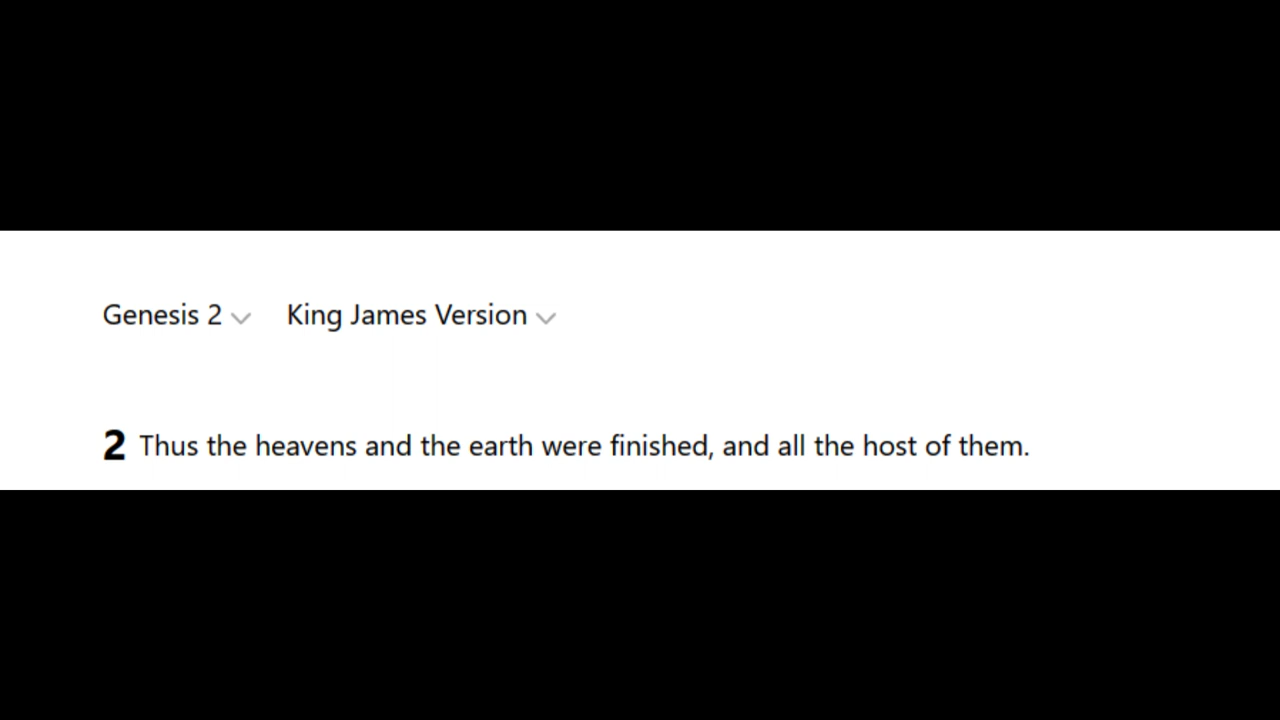 Genesis 2 King James Version
2 Thus the heavens and the earth were finished, and all the host of them.